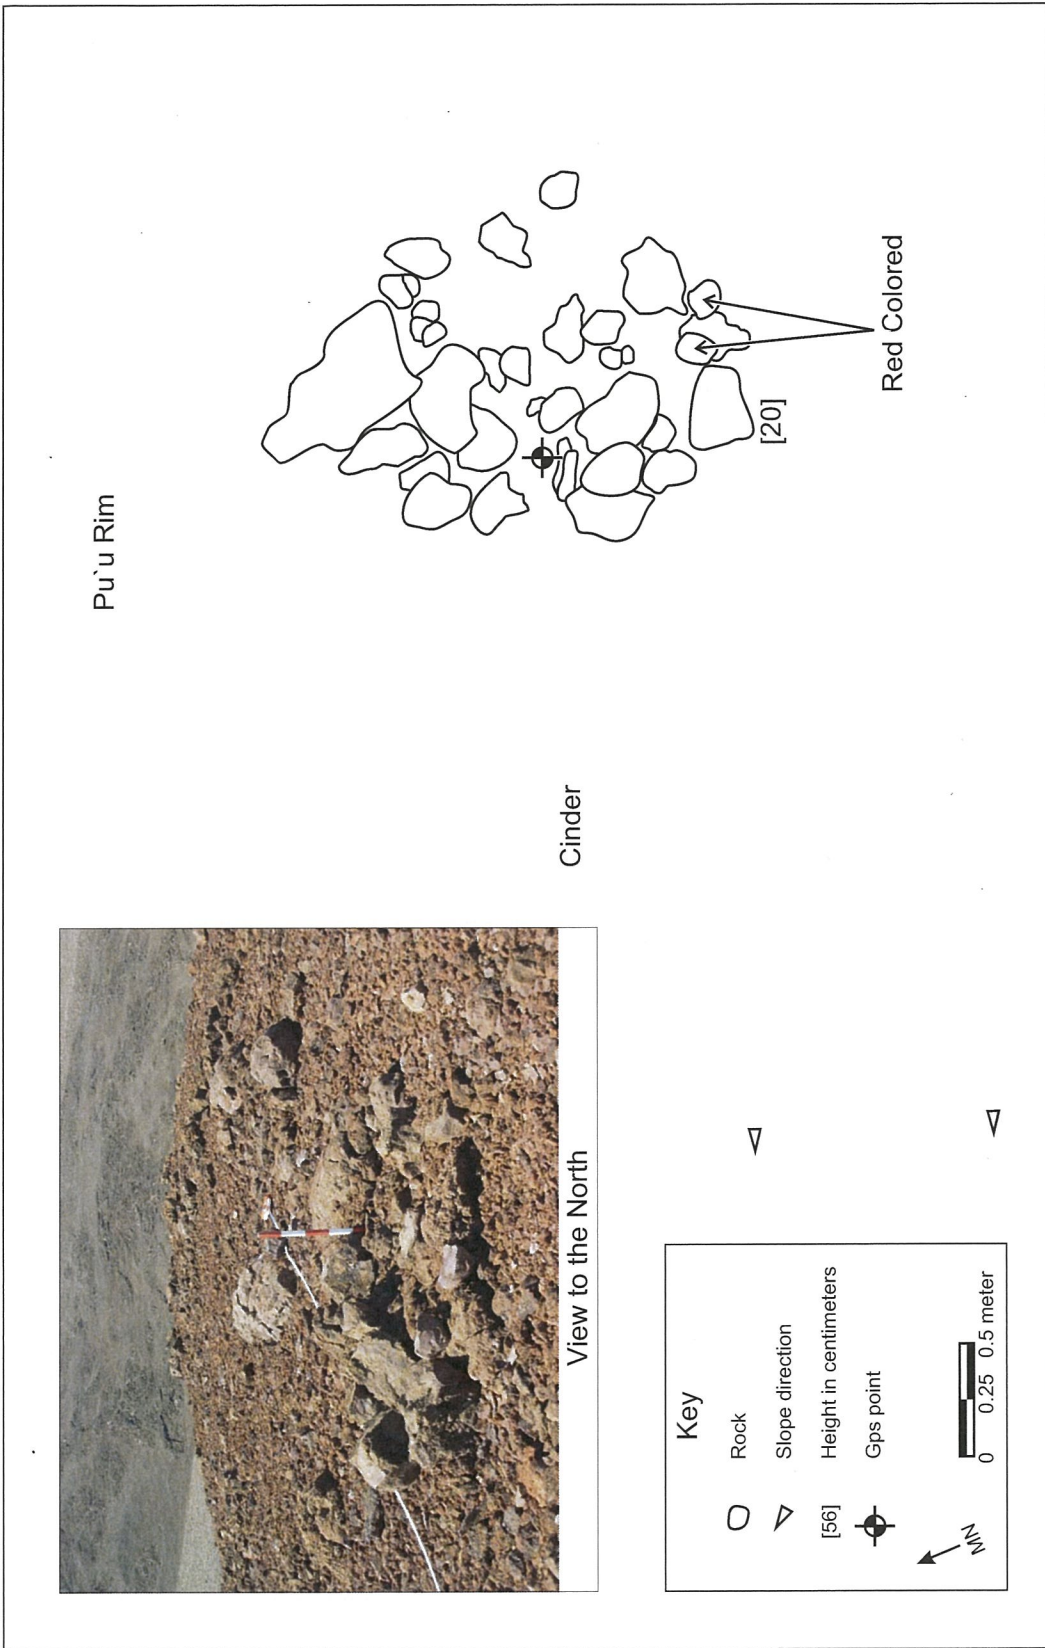 Pu`u Rim
Cinder
[20]
Red Colored
View to the North
Key
Rock
Slope direction
[56] Height in centimeters
Gps point
MN
0 0.25 0.5 meter